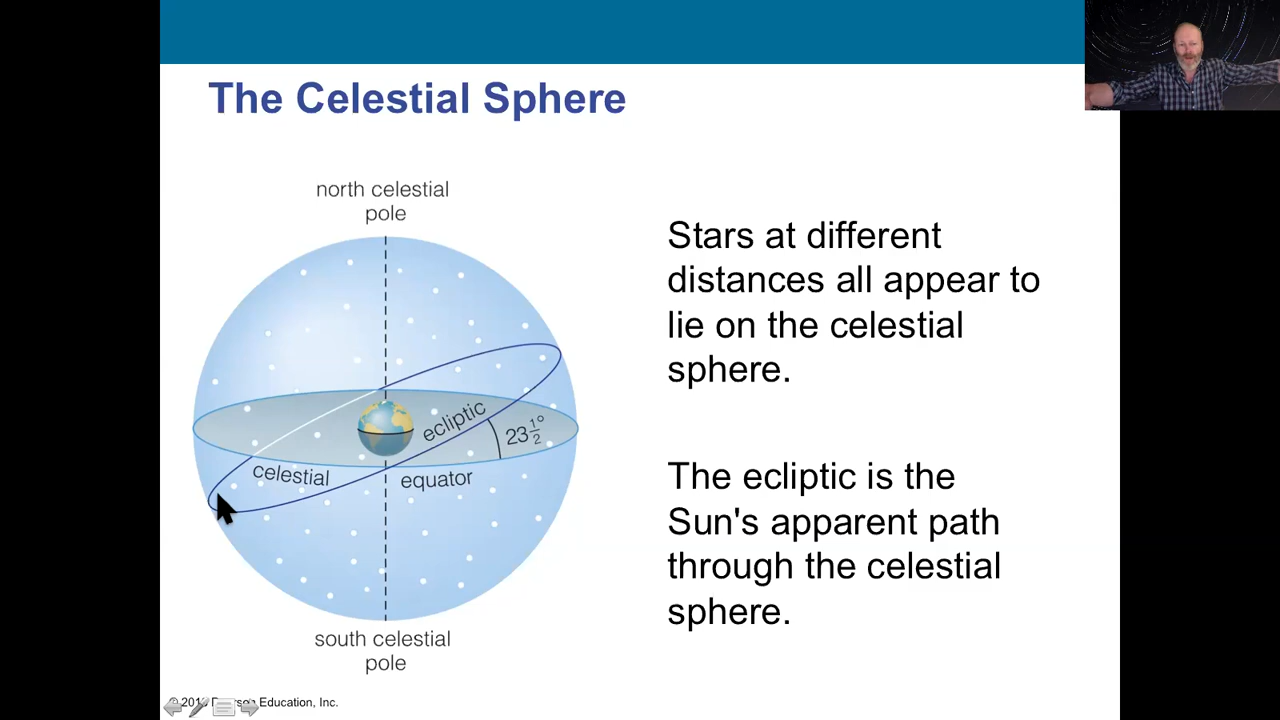 The Celestial Sphere
north celestial
pole
ecliptic
23 1/2°
celestial
equator
south celestial
pole
Stars at different
distances all appear to
lie on the celestial
sphere.
The ecliptic is the
Sun's apparent path
through the celestial
sphere.
Education, Inc.